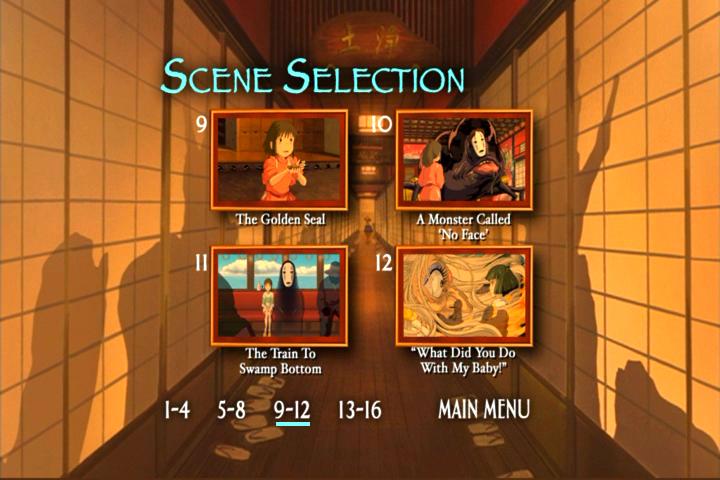 SCENE SELECTION
9
10
The Golden Seal
A Monster Called
'No Face'
11
12
The Train To
Swamp Bottom
"What Did You Do
With My Baby!"
1-4 5-8 9-12 13-16 MAIN MENU